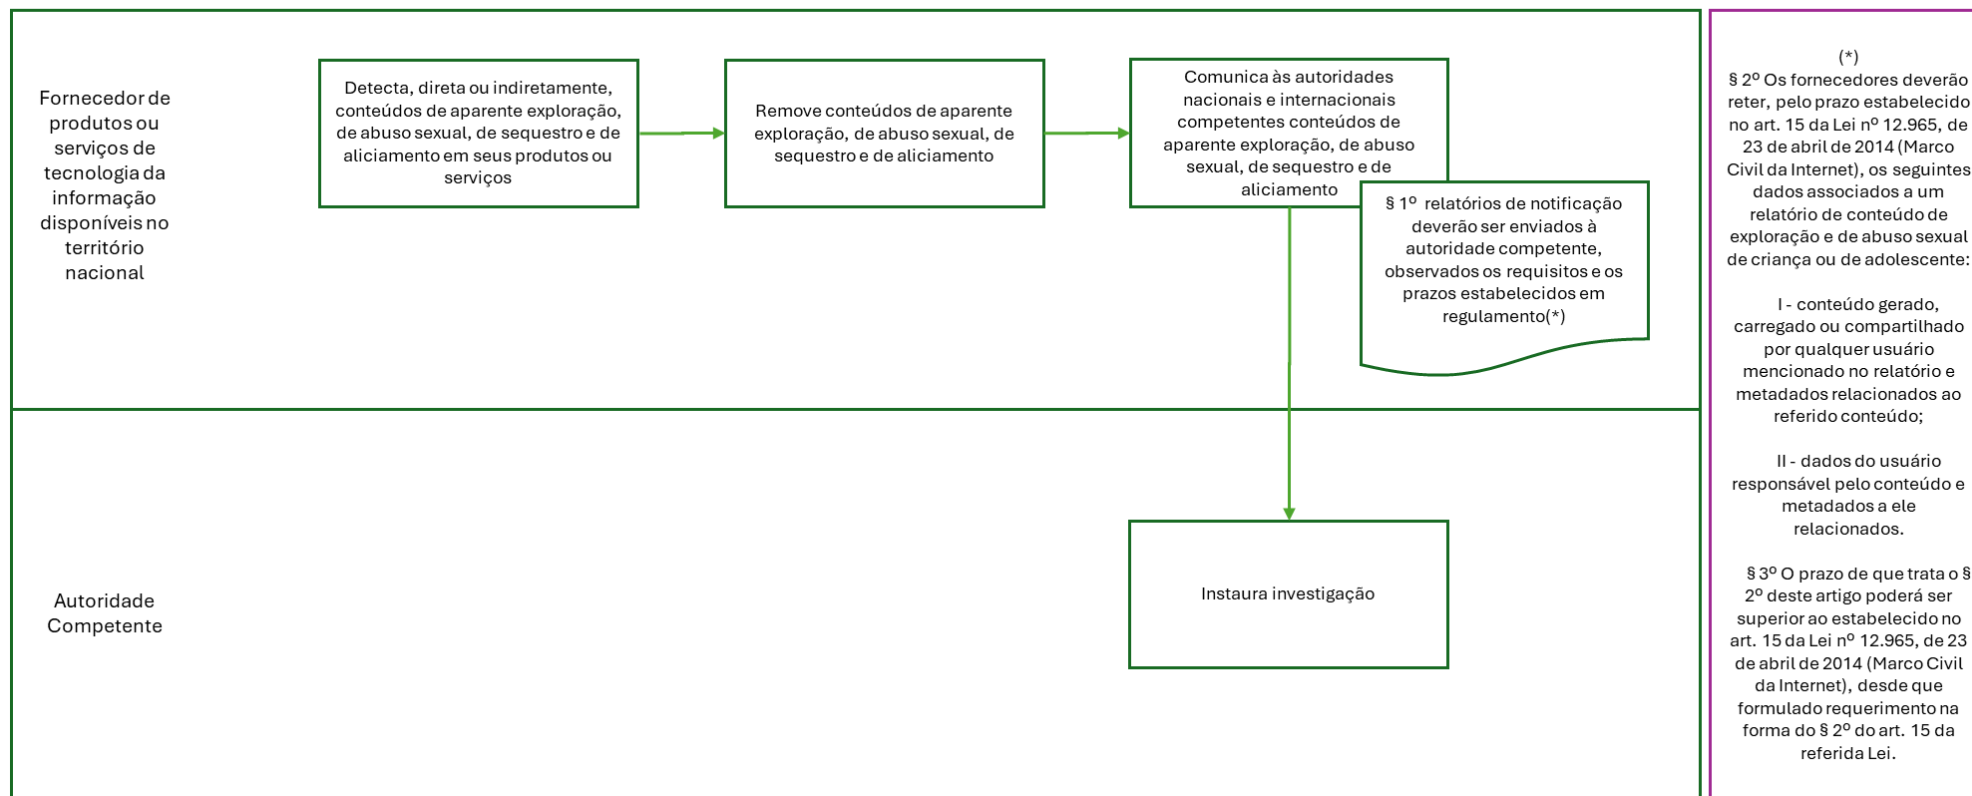 Fornecedor de
produtos ou
serviços de
tecnologia da
informação
disponíveis no
território
nacional
Detecta, direta ou indiretamente,
conteúdos de aparente exploração,
de abuso sexual, de sequestro e de
aliciamento em seus produtos ou
serviços
Remove conteúdos de aparente
exploração, de abuso sexual, de
sequestro e de aliciamento
Comunica às autoridades
nacionais e internacionais
competentes conteúdos de
aparente exploração, de abuso
sexual, de sequestro e de
aliciamento
§ 1º relatórios de notificação
deverão ser enviados à
autoridade competente,
observados os requisitos e os
prazos estabelecidos em
regulamento(*)
Autoridade
Competente
Instaura investigação
(*)
§ 2º Os fornecedores deverão
reter, pelo prazo estabelecido
no art. 15 da Lei nº 12.965, de
23 de abril de 2014 (Marco
Civil da Internet), os seguintes
dados associados a um
relatório de conteúdo de
exploração e de abuso sexual
de criança ou de adolescente:
I - conteúdo gerado,
carregado ou compartilhado
por qualquer usuário
mencionado no relatório e
metadados relacionados ao
referido conteúdo;
II - dados do usuário
responsável pelo conteúdo e
metadados a ele
relacionados.
§ 3º O prazo de que trata o §
2º deste artigo poderá ser
superior ao estabelecido no
art. 15 da Lei nº 12.965, de 23
de abril de 2014 (Marco Civil
da Internet), desde que
formulado requerimento na
forma do § 2º do art. 15 da
referida Lei.